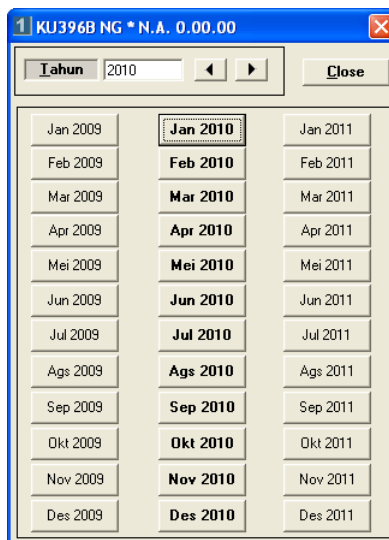 1 KU396B NG * N.A. 0.00.00
Tahun 2010 Close
Jan 2009 Jan 2010 Jan 2011
Feb 2009 Feb 2010 Feb 2011
Mar 2009 Mar 2010 Mar 2011
Apr 2009 Apr 2010 Apr 2011
Mei 2009 Mei 2010 Mei 2011
Jun 2009 Jun 2010 Jun 2011
Jul 2009 Jul 2010 Jul 2011
Ags 2009 Ags 2010 Ags 2011
Sep 2009 Sep 2010 Sep 2011
Okt 2009 Okt 2010 Okt 2011
Nov 2009 Nov 2010 Nov 2011
Des 2009 Des 2010 Des 2011